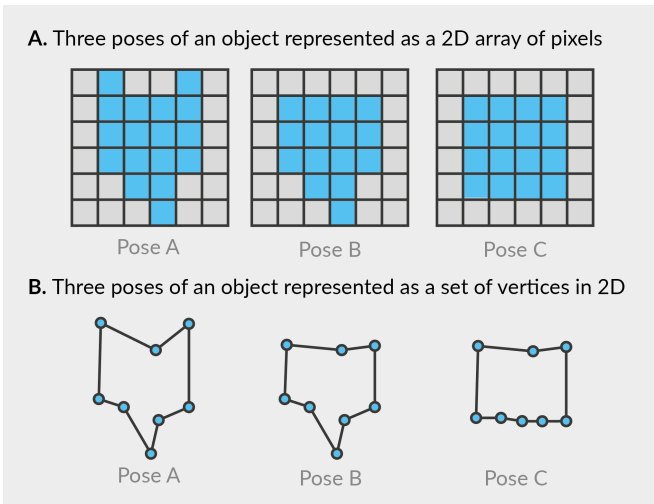 A. Three poses of an object represented as a 2D array of pixels
Pose A Pose B Pose C
B. Three poses of an object represented as a set of vertices in 2D
Pose A Pose B Pose C